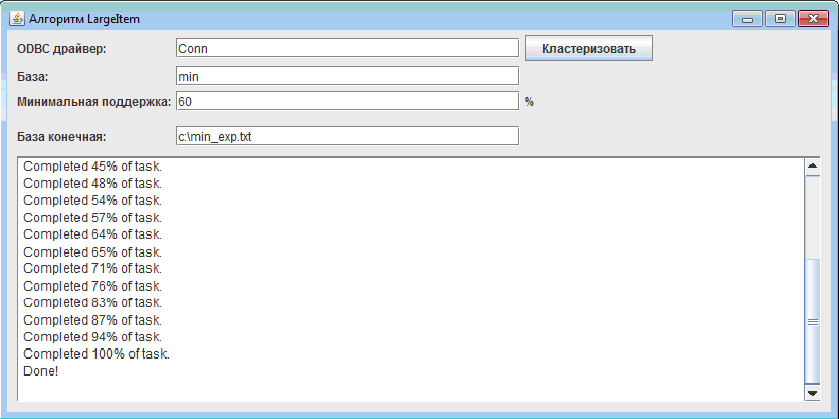 Алгоритм LargeItem
ODBC драйвер: Conn Кластеризовать
База: min
Минимальная поддержка: 60 %
База конечная: c:\min_exp.txt
Completed 45% of task.
Completed 48% of task.
Completed 54% of task.
Completed 57% of task.
Completed 64% of task.
Completed 65% of task.
Completed 71% of task.
Completed 76% of task.
Completed 83% of task.
Completed 87% of task.
Completed 94% of task.
Completed 100% of task.
Done!